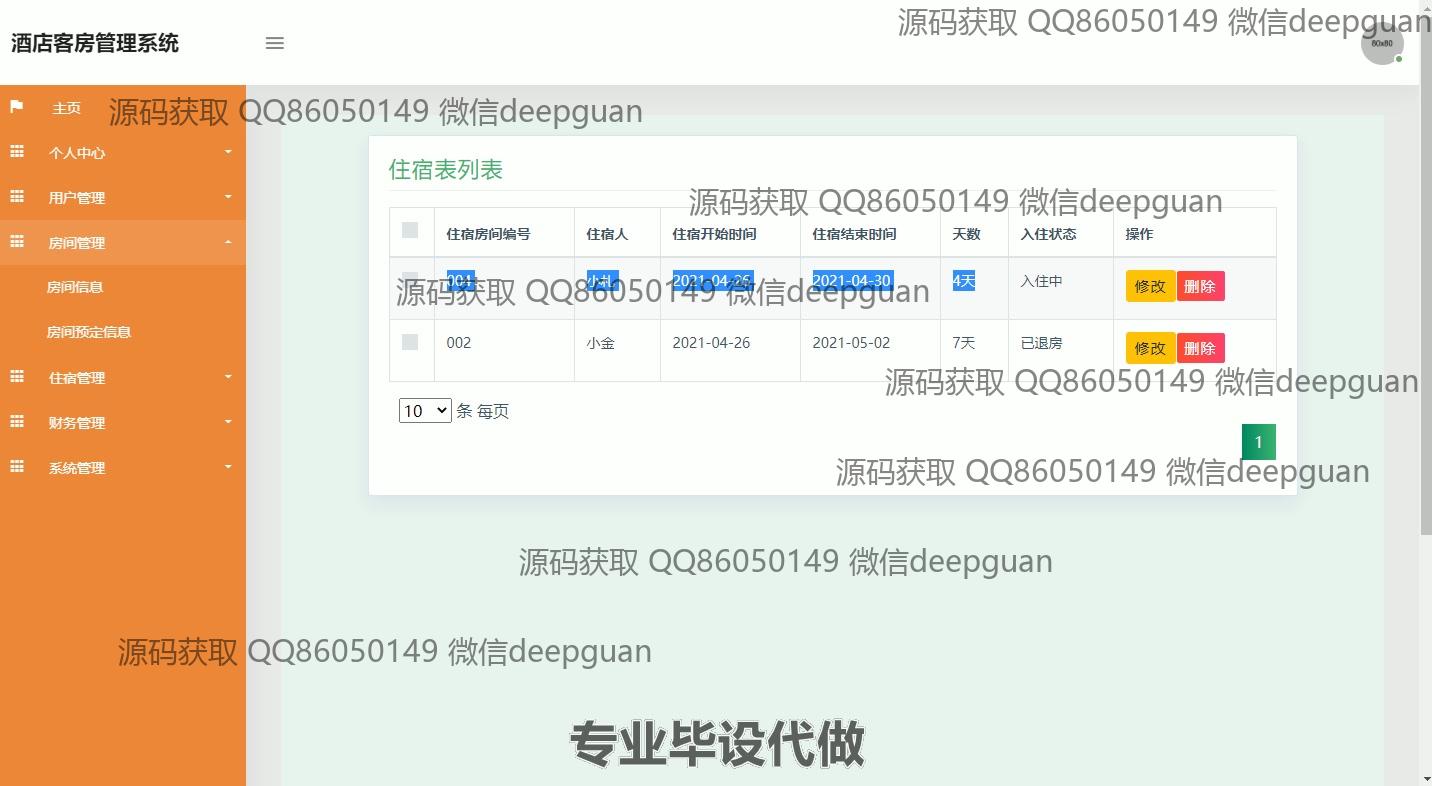 源码获取 QQ86050149 微信deepguan
酒店客房管理系统
60x60
主页
源码获取 QQ86050149 微信deepguan
个人中心
用户管理
房间管理
房间信息
房间预定信息
住宿管理
财务管理
系统管理
住宿表列表
源码获取 QQ86050149 微信deepguan
住宿房间编号 住宿人 住宿开始时间 住宿结束时间 天数 入住状态 操作
004 小礼 2021-04-26 2021-04-30 4天 入住中 修改 删除
源码获取 QQ86050149 微信deepguan
002 小金 2021-04-26 2021-05-02 7天 已退房 修改 删除
源码获取 QQ86050149 微信deepguan
10 条 每页
1
源码获取 QQ86050149 微信deepguan
源码获取 QQ86050149 微信deepguan
源码获取 QQ86050149 微信deepguan
专业毕设代做